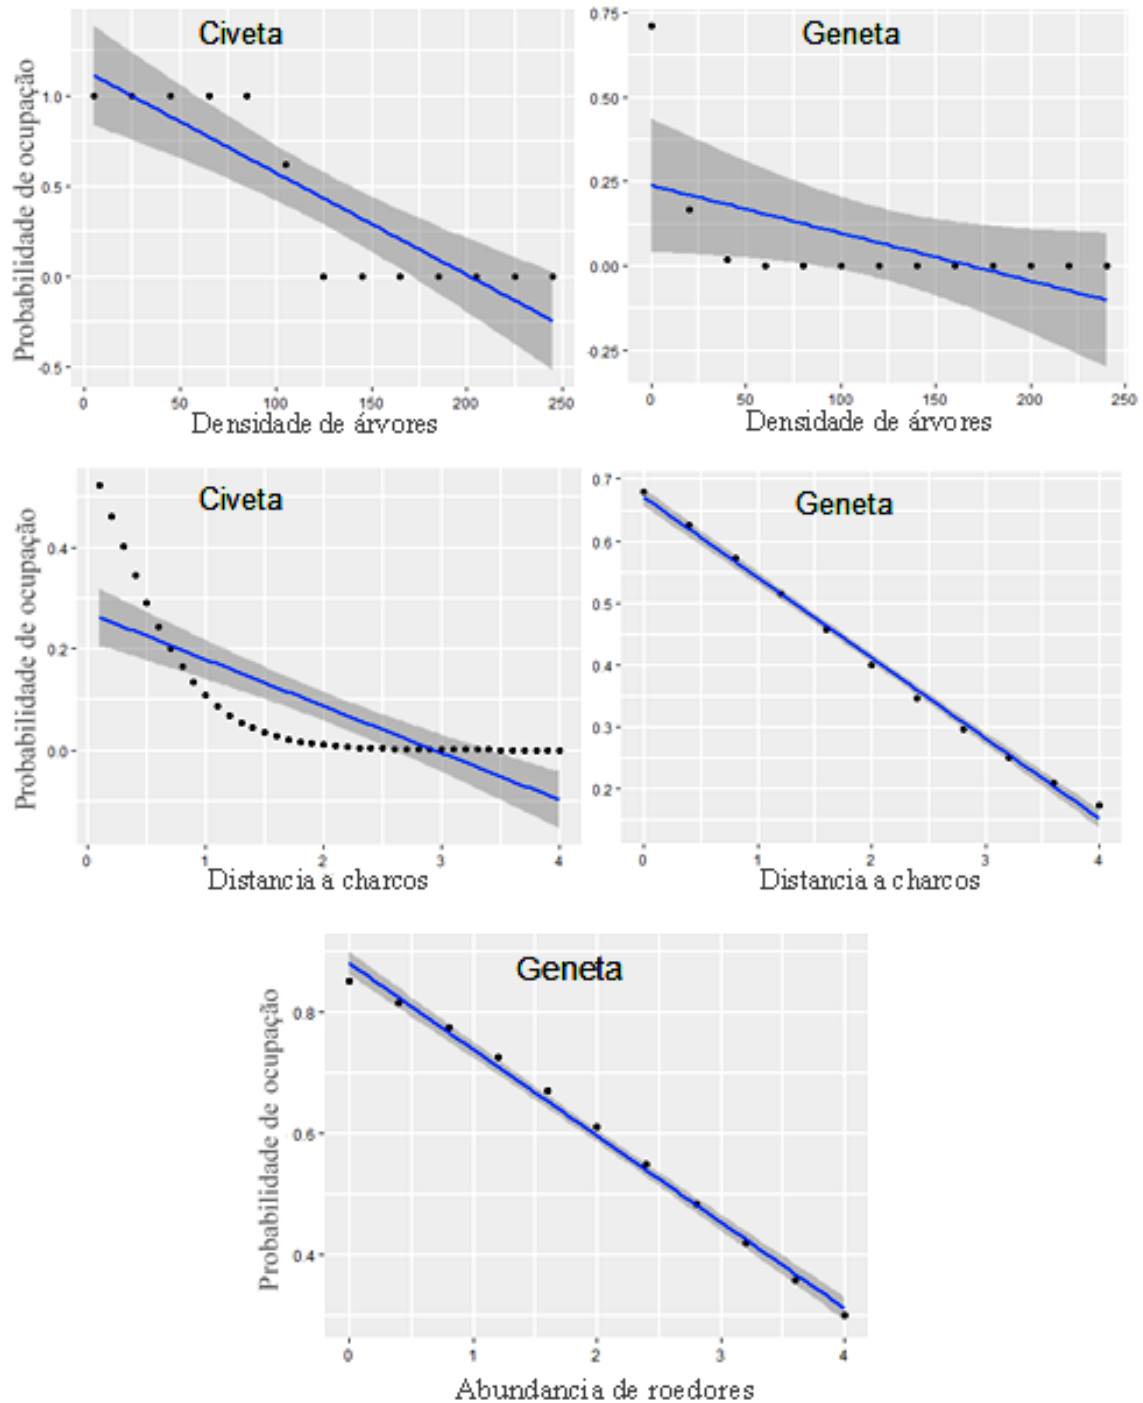 Civeta
Probabilidade de ocupação
1.0
0.5
0.0
-0.5
0 50 100 150 200 250
Densidade de árvores
Geneta
0.75
0.50
0.25
0.00
-0.25
0 50 100 150 200 250
Densidade de árvores
Civeta
Probabilidade de ocupação
0.4
0.2
0.0
0 1 2 3 4
Distancia a charcos
Geneta
0.7
0.6
0.5
0.4
0.3
0.2
0 1 2 3 4
Distancia a charcos
Geneta
Probabilidade de ocupação
0.8
0.6
0.4
0 1 2 3 4
Abundancia de roedores